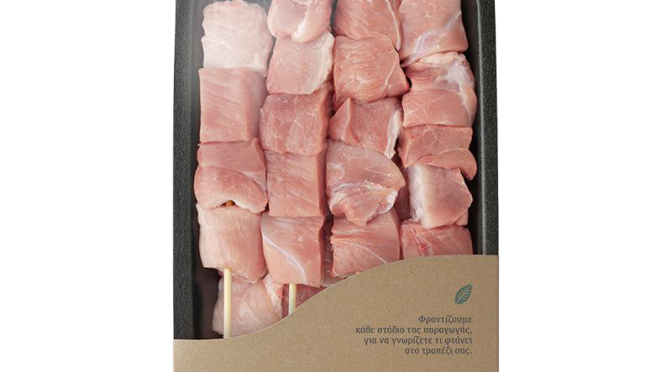 Φροντίζουμε
κάθε στάδιο της παραγωγής,
για να γνωρίζετε τι φτάνει
στο τραπέζι σας.